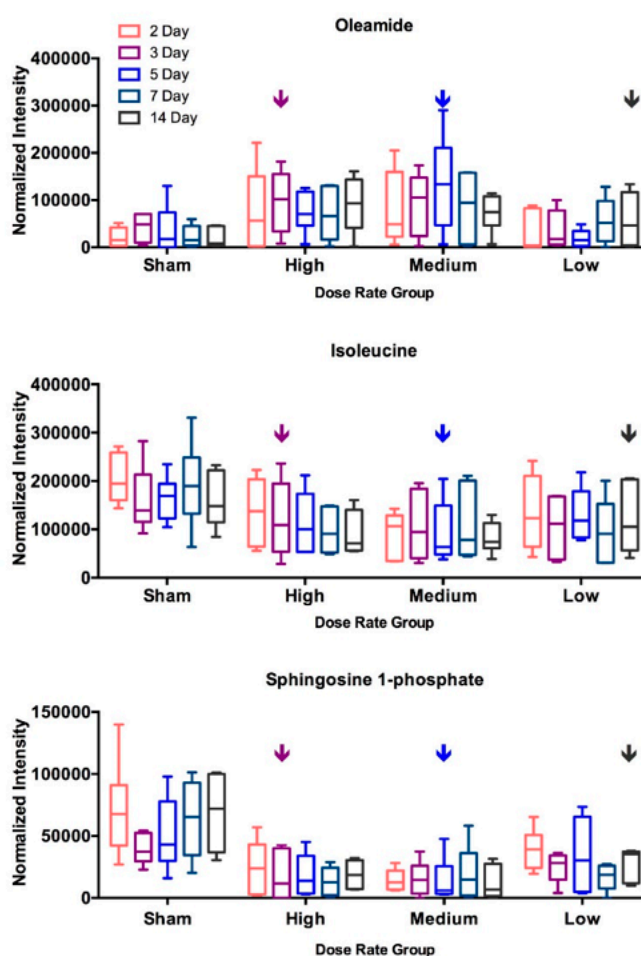 Oleamide
2 Day
3 Day
5 Day
7 Day
14 Day
Normalized Intensity
400000
300000
200000
100000
0
Sham High Medium Low
Dose Rate Group
Isoleucine
Normalized Intensity
400000
300000
200000
100000
0
Sham High Medium Low
Dose Rate Group
Sphingosine 1-phosphate
Normalized Intensity
150000
100000
50000
0
Sham High Medium Low
Dose Rate Group